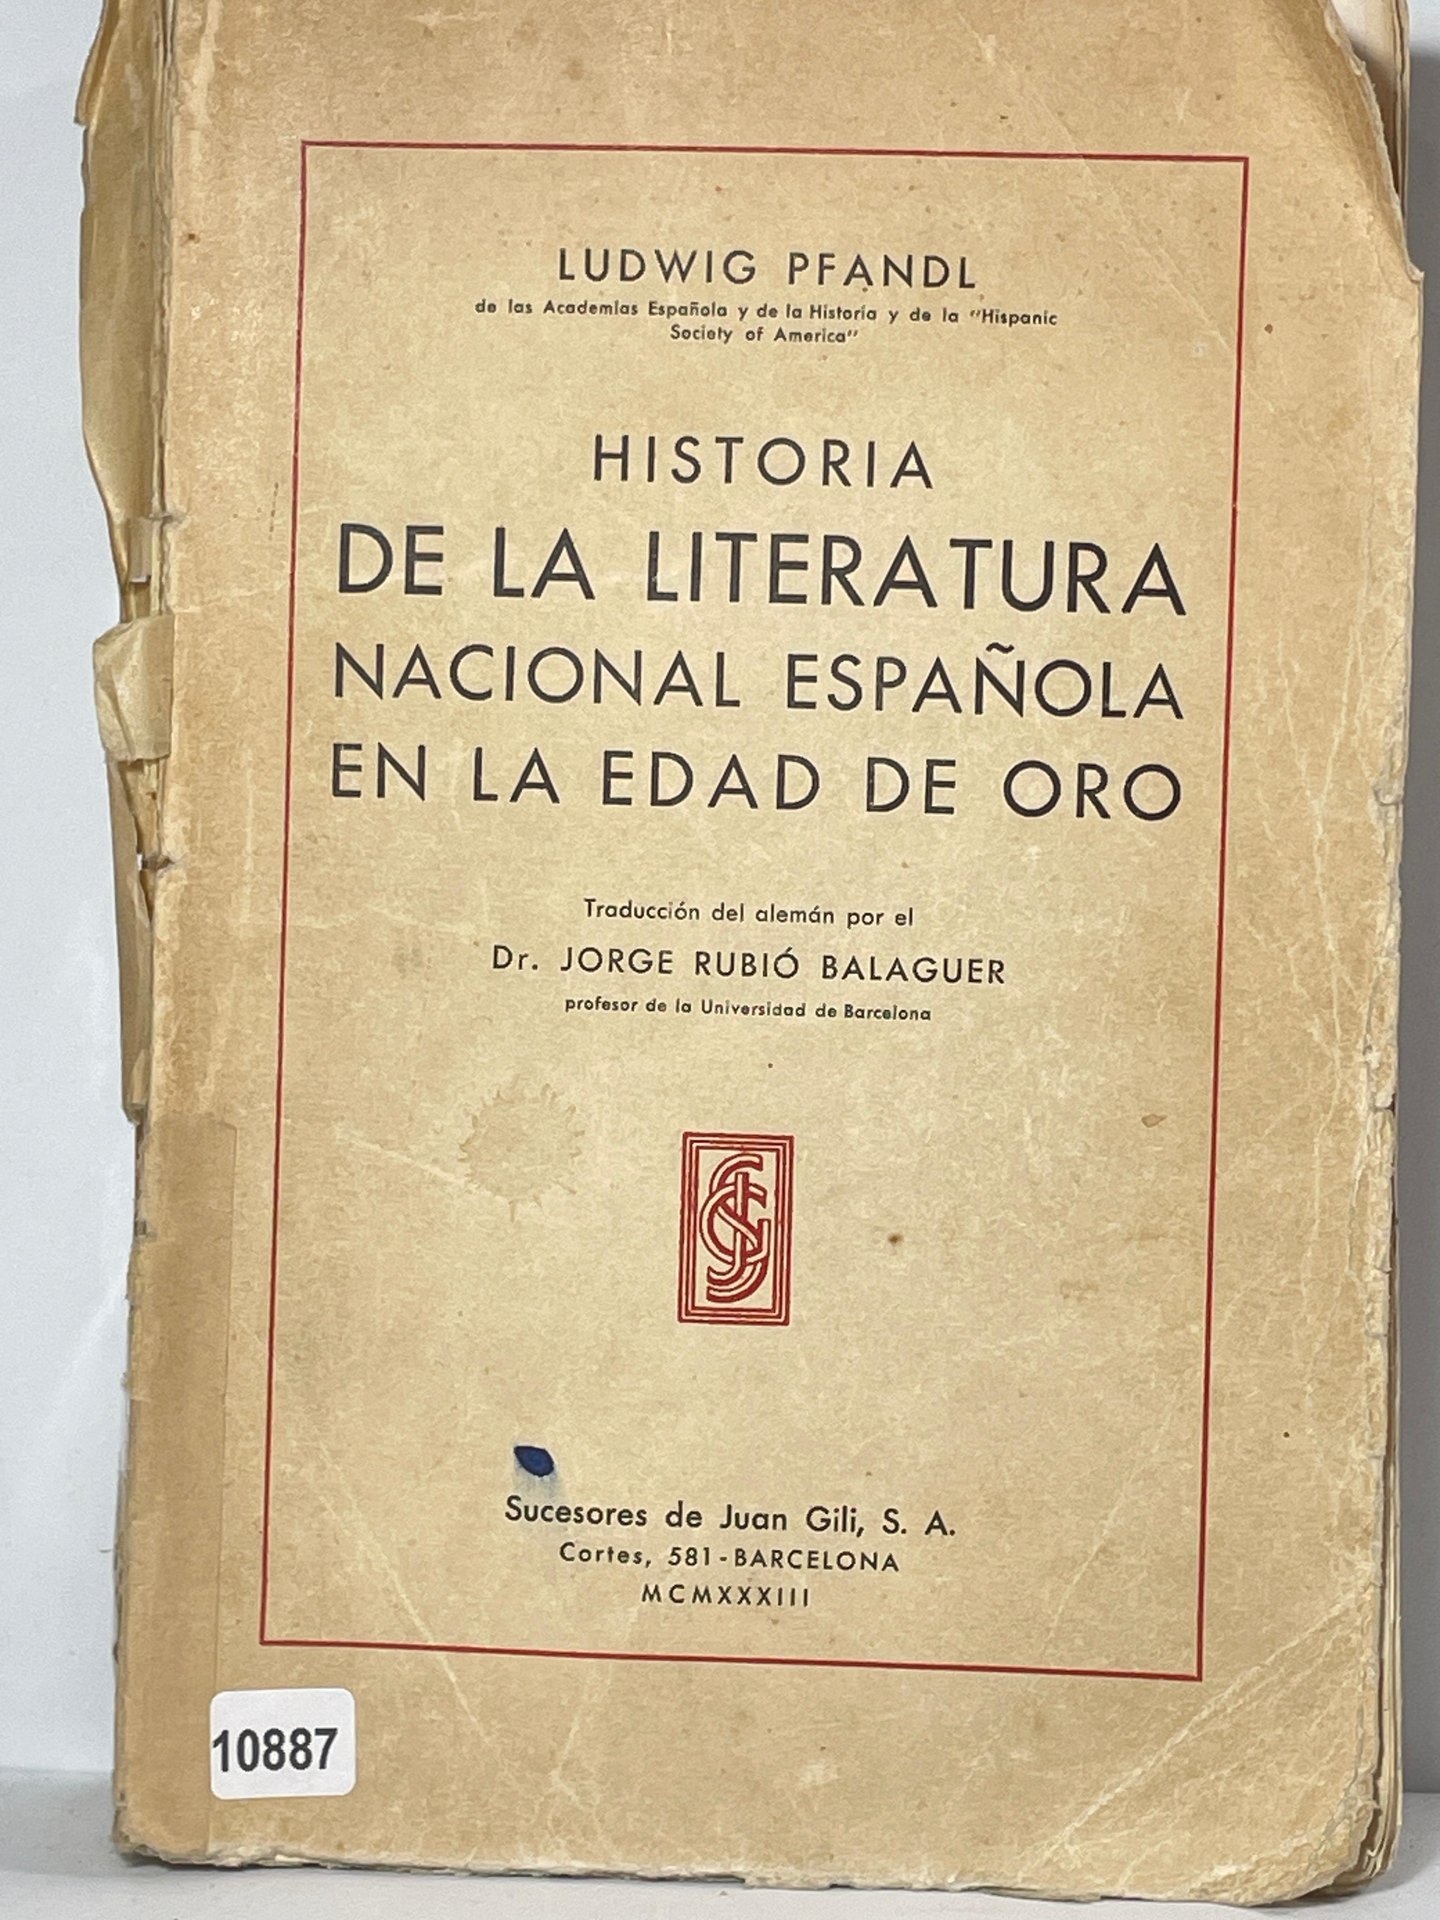 LUDWIG PFANDL
de las Academias Española y de la Historia y de la "Hispanic
Society of America"
HISTORIA
DE LA LITERATURA
NACIONAL ESPAÑOLA
EN LA EDAD DE ORO
Traducción del alemán por el
Dr. JORGE RUBIÓ BALAGUER
profesor de la Universidad de Barcelona
Sucesores de Juan Gili, S. A.
Cortes, 581 - BARCELONA
MCMXXXIII
10887